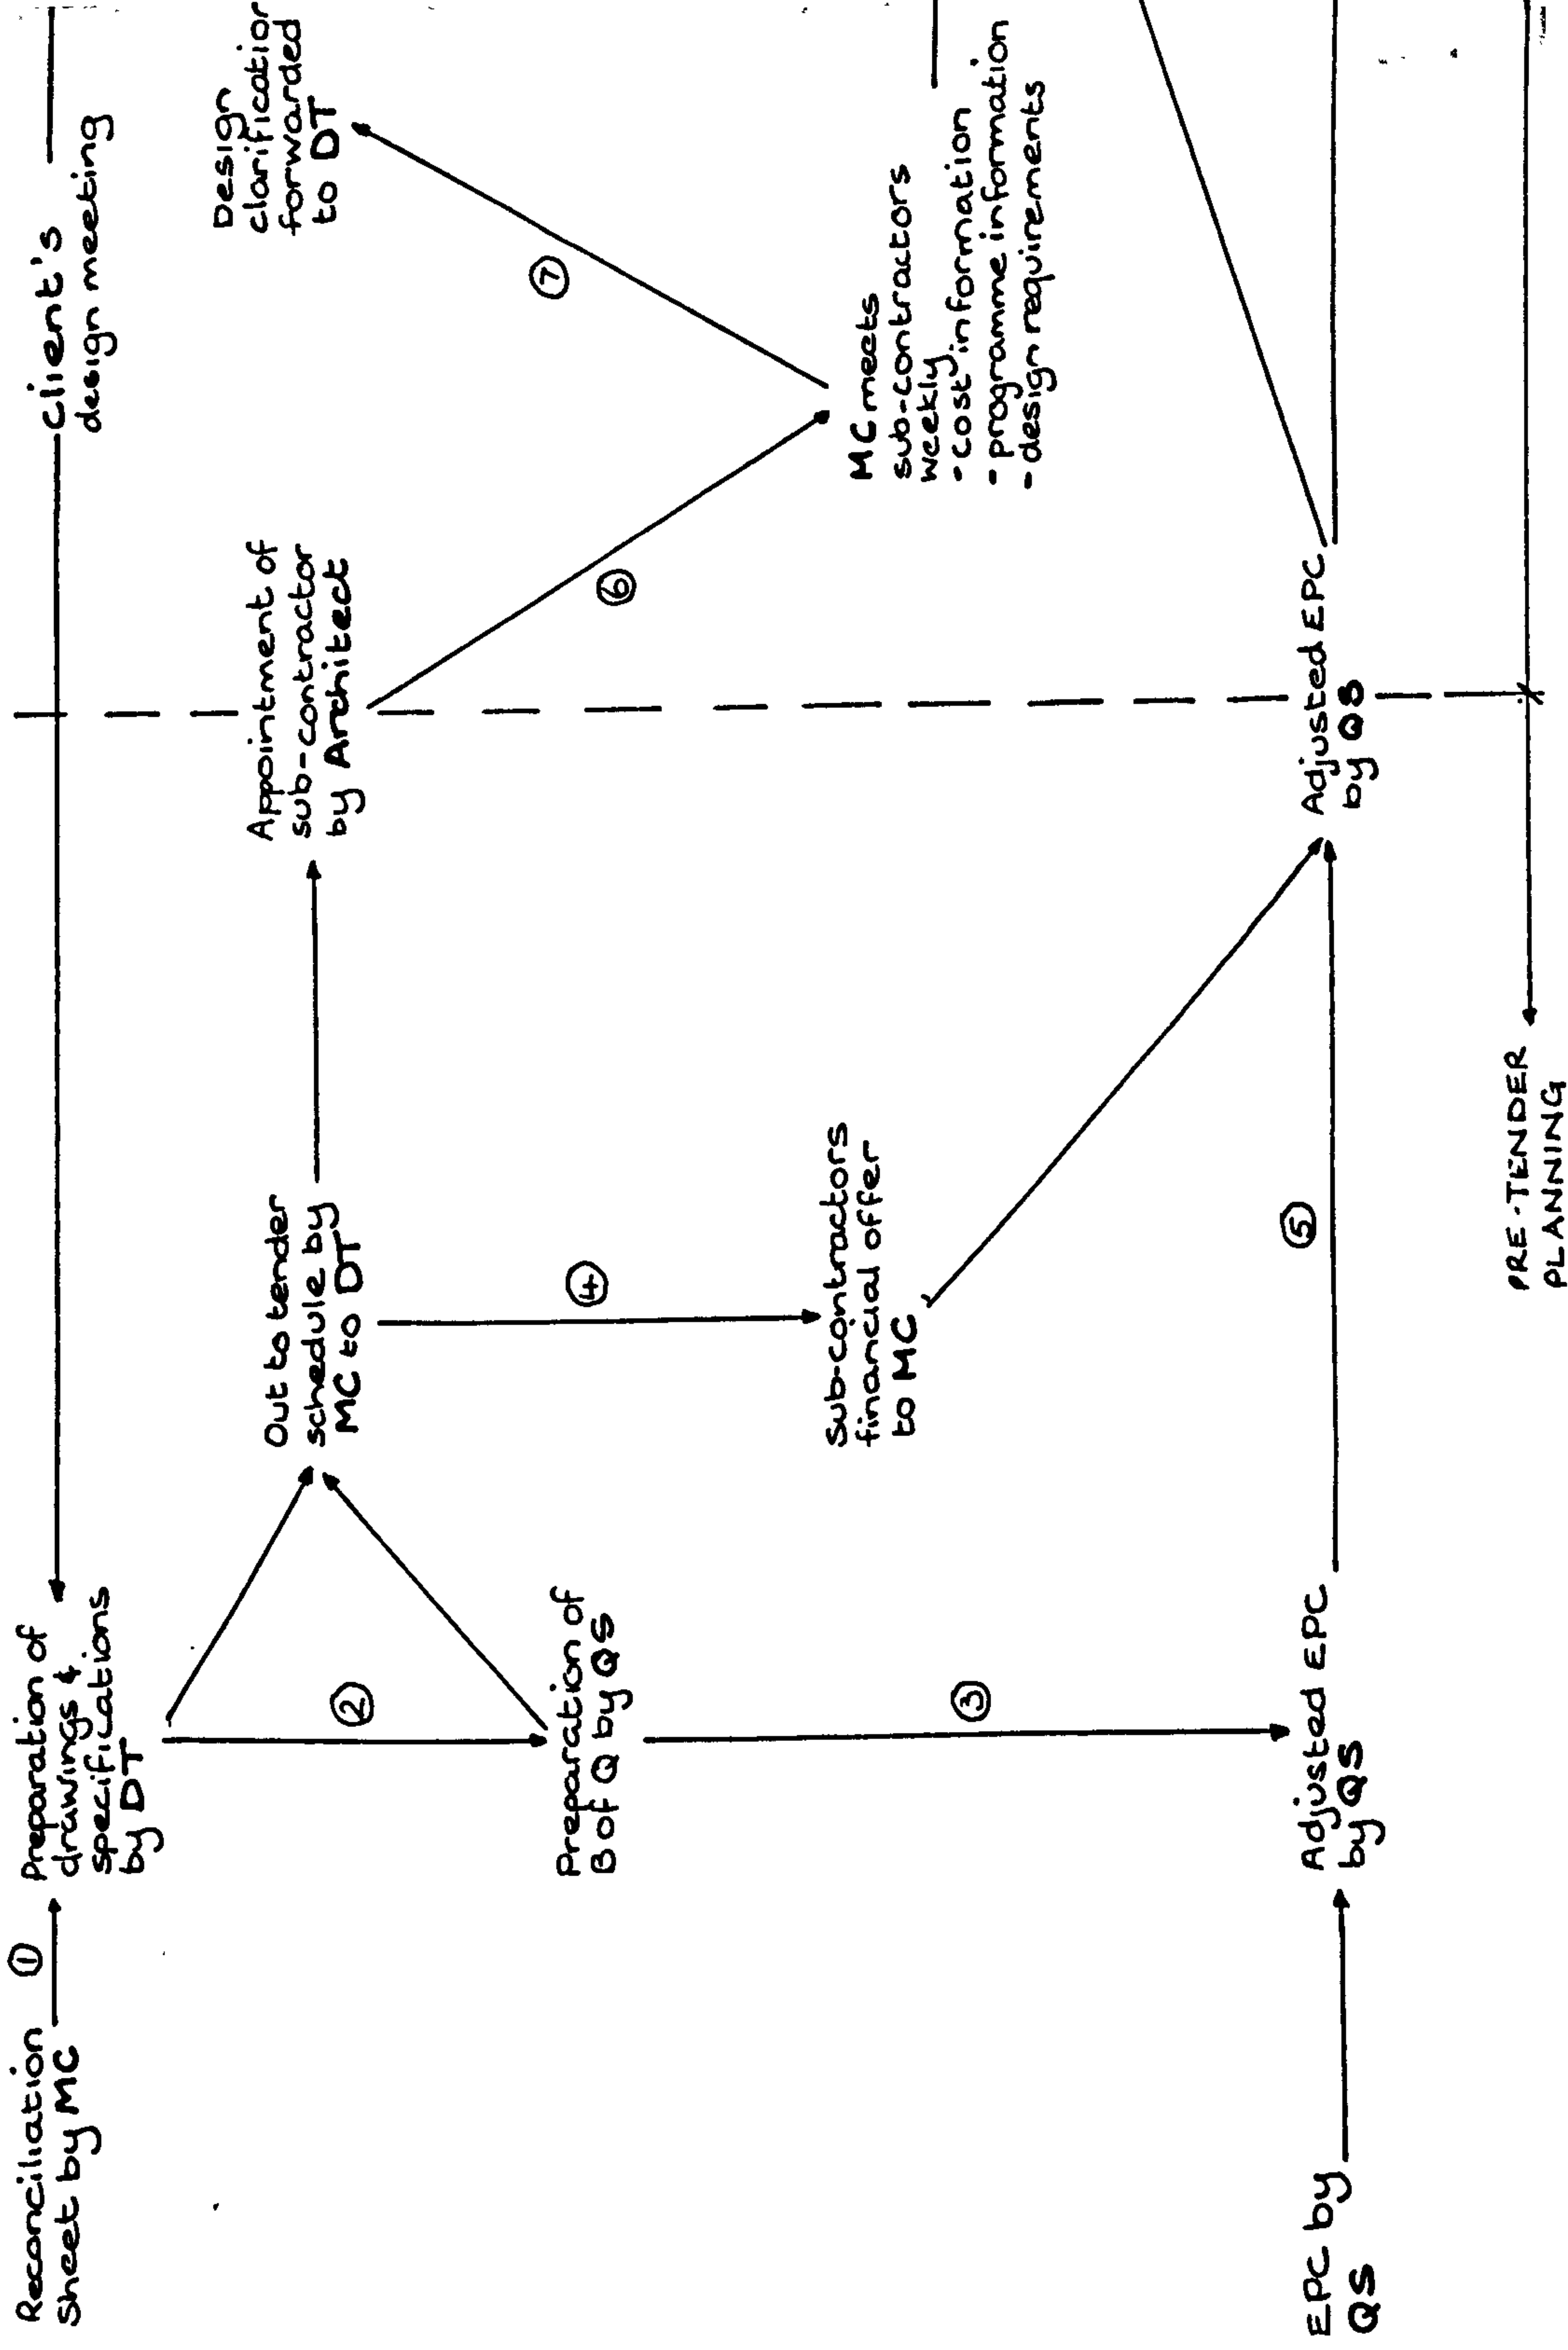 Reconciliation
Sheet by MC
①
Preparation of
drawings &
specifications
by DT
client's
design meeting
②
Out to tender
schedule by
MC to DT
Appointment of
sub-contractor
by Architect
Design
clarification
forwarded
to DT
Preparation of
B of Q by QS
④
⑥
⑦
Sub-contractors
financial offer
to MC
MC meets
sub-contractors
weekly
- cost information
- programme information
- design requirements
③
⑤
EPC by
QS
Adjusted EPC
by QS
Adjusted EPC
by QS
PRE-TENDER
PLANNING